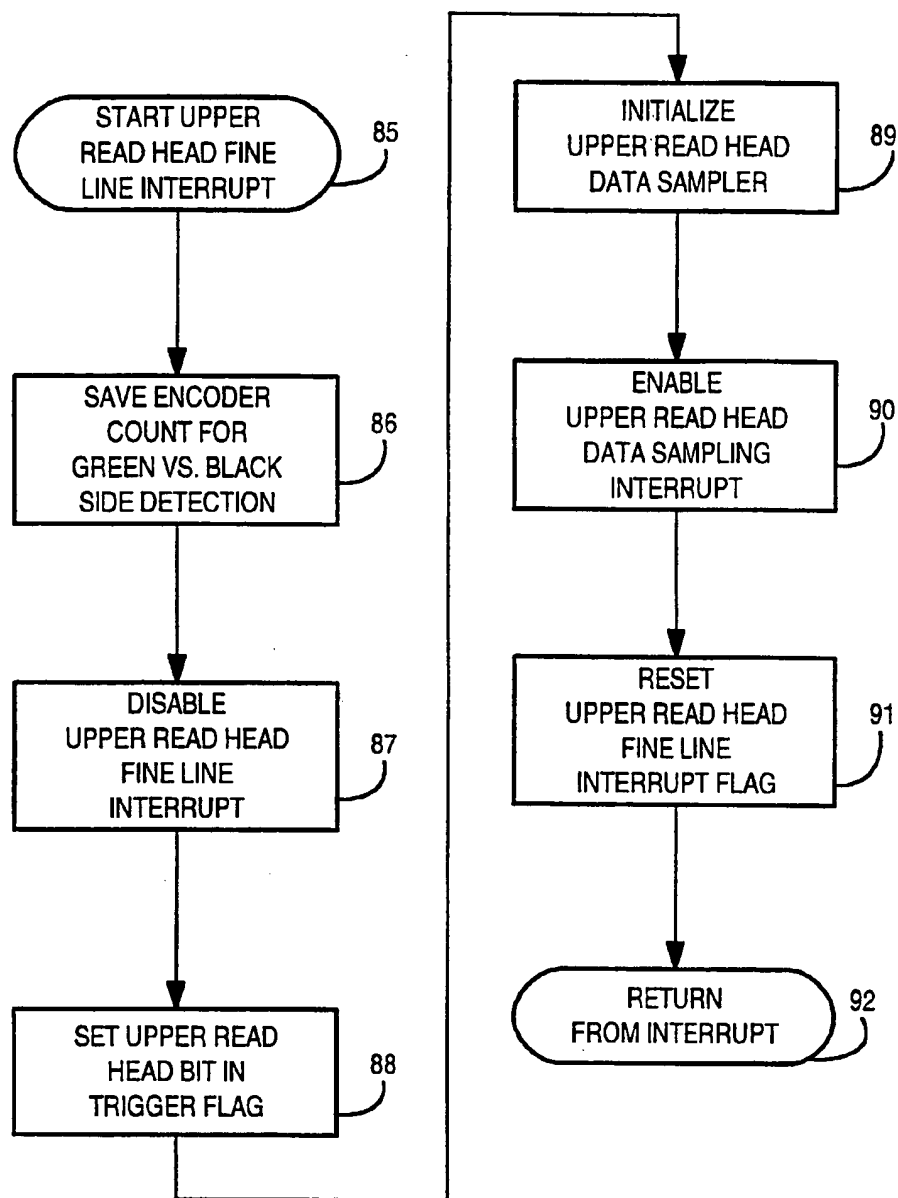 START UPPER
READ HEAD FINE
LINE INTERRUPT
85
SAVE ENCODER
COUNT FOR
GREEN VS. BLACK
SIDE DETECTION
86
DISABLE
UPPER READ HEAD
FINE LINE
INTERRUPT
87
SET UPPER READ
HEAD BIT IN
TRIGGER FLAG
88
INITIALIZE
UPPER READ HEAD
DATA SAMPLER
89
ENABLE
UPPER READ HEAD
DATA SAMPLING
INTERRUPT
90
RESET
UPPER READ HEAD
FINE LINE
INTERRUPT FLAG
91
RETURN
FROM INTERRUPT
92